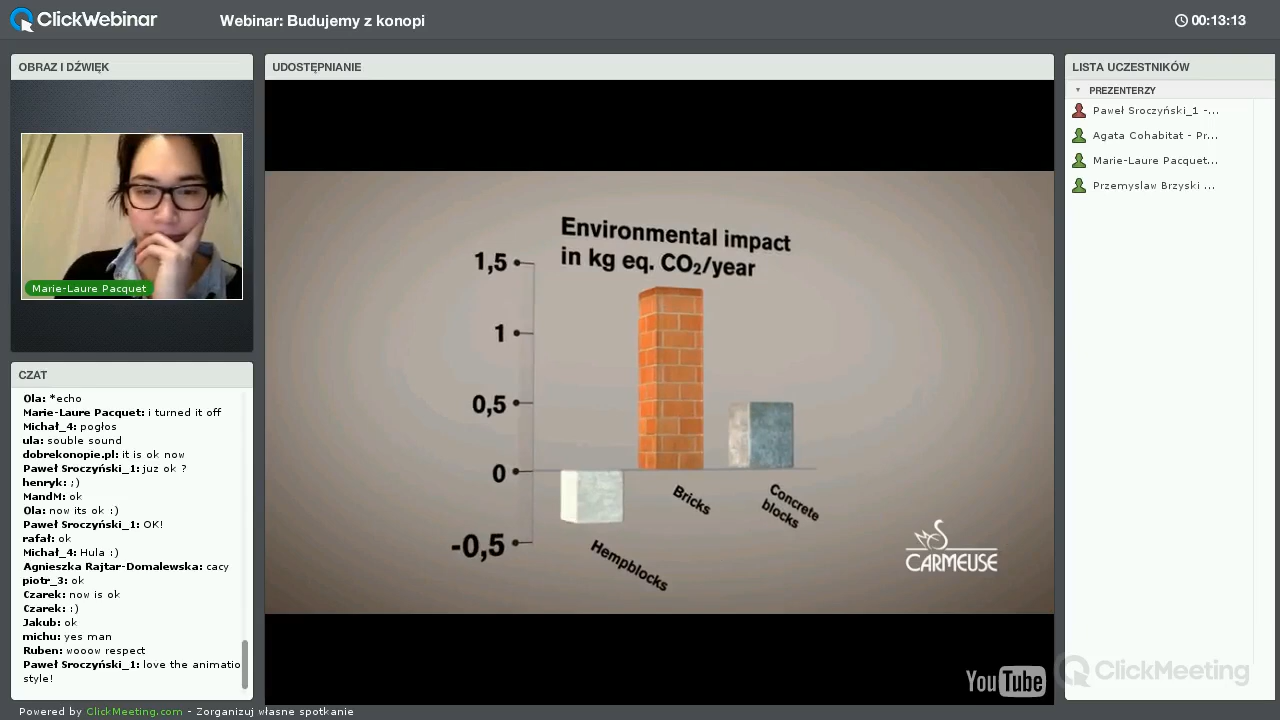 ClickWebinar
Webinar: Budujemy z konopi
00:13:13
OBRAZ I DŹWIĘK
Marie-Laure Pacquet
CZAT
Ola: *echo
Marie-Laure Pacquet: i turned it off
Michał_4: pogłos
ula: souble sound
dobrekonopie.pl: it is ok now
Paweł Sroczyński_1: juz ok ?
henryk: ;)
MandM: ok
Ola: now its ok :)
Paweł Sroczyński_1: OK!
rafał: ok
Michał_4: Hula :)
Agnieszka Rajtar-Domalewska: cacy
piotr_3: ok
Czarek: now is ok
Czarek: :)
Jakub: ok
michu: yes man
Ruben: wooow respect
Paweł Sroczyński_1: love the animatio
style!
UDOSTĘPNIANIE
Environmental impact
in kg eq. CO₂/year
1,5
1
0,5
0
-0,5
Hempblocks
Bricks
Concrete
blocks
CARMEUSE
YouTube
LISTA UCZESTNIKÓW
PREZENTERZY
Paweł Sroczyński_1 -...
Agata Cohabitat - Pr...
Marie-Laure Pacquet...
Przemyslaw Brzyski ...
ClickMeeting
Powered by ClickMeeting.com - Zorganizuj własne spotkanie